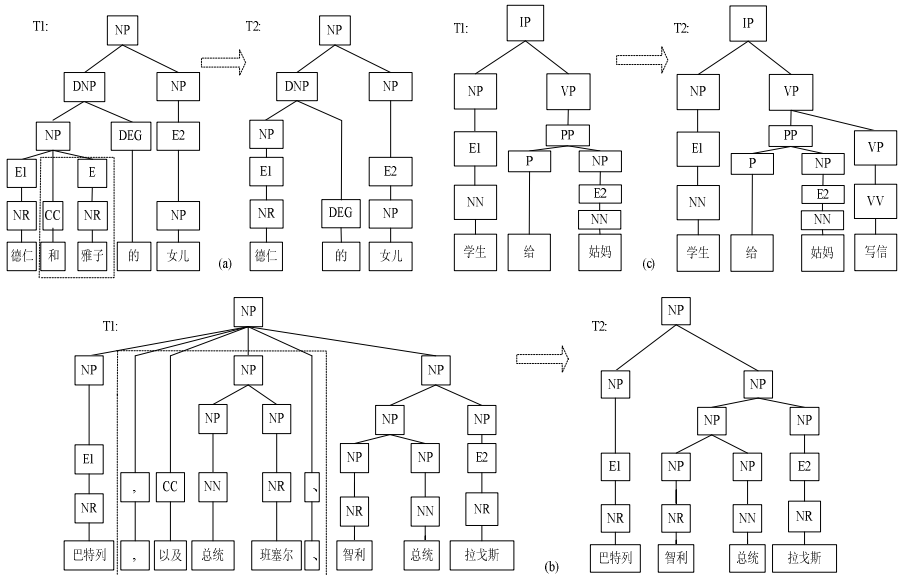 T1: NP T2: NP
DNP NP DNP NP
NP DEG E2 NP
E1 E E1 E2
NR CC NR NP NR DEG NP
德仁 和 雅子 的 女儿 (a) 德仁 的 女儿
T1: IP T2: IP
NP VP NP VP
PP PP VP
E1 P NP E1 P NP
E2 E2
NN NN NN NN VV
学生 给 姑妈 (c) 学生 给 姑妈 写信
T1: NP T2: NP
NP NP NP NP NP
NP NP NP NP NP NP
E1 NP NP E2 E1 NP NP E2
, CC NN NR 、
NR NR NN NR NR NR NN NR
巴特列 , 以及 总统 班塞尔 、 智利 总统 拉戈斯 (b) 巴特列 智利 总统 拉戈斯